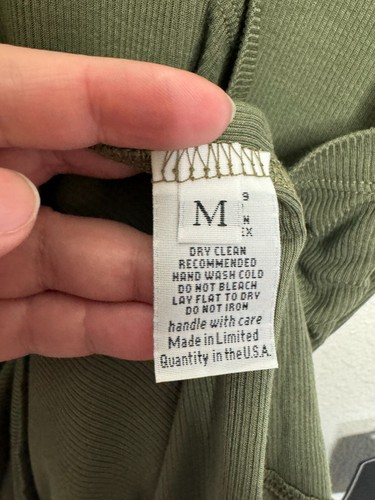 M
DRY CLEAN
RECOMMENDED
HAND WASH COLD
DO NOT BLEACH
LAY FLAT TO DRY
DO NOT IRON
handle with care
Made in Limited
Quantity in the U.S.A.